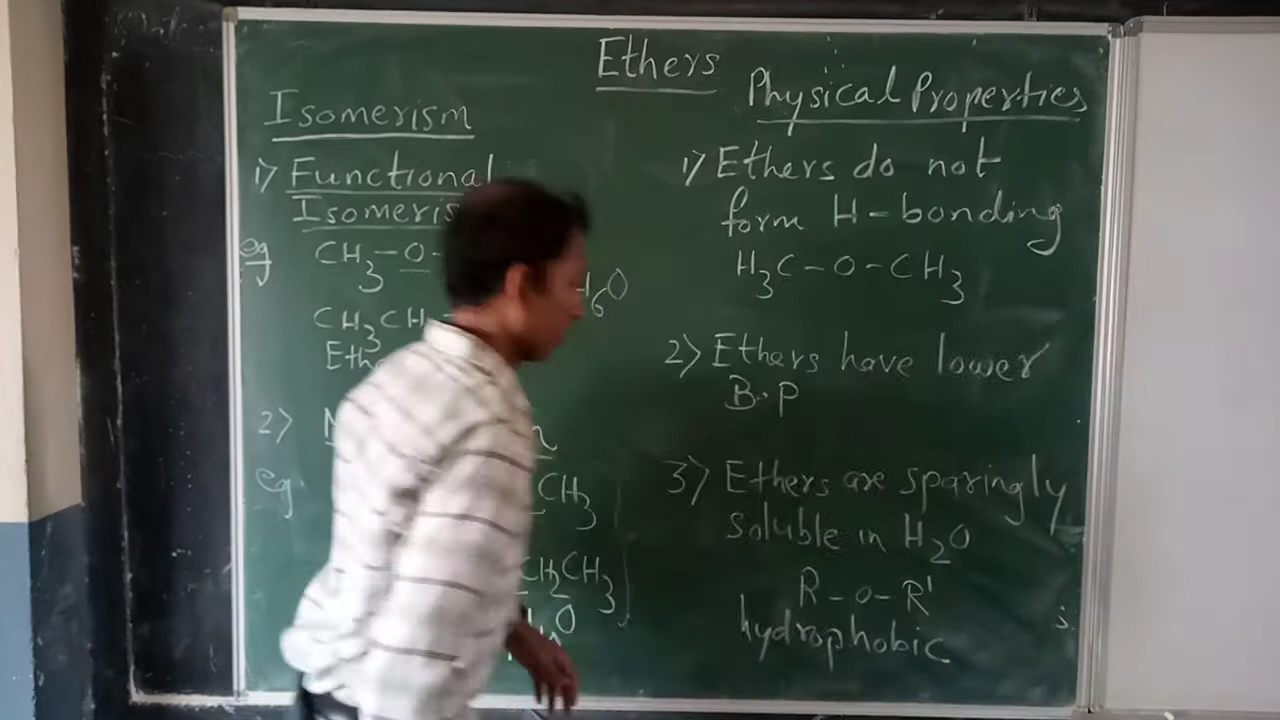 Ethers
Isomerism
1) Functional
Isomeris
eg CH3-O-
6O
CH3CH
Eth
2)
eg CH3
CH2CH3
O
Physical Properties
1) Ethers do not
form H-bonding
H3C-O-CH3
2) Ethers have lower
B.P
3) Ethers are sparingly
soluble in H2O
R-O-R'
hydrophobic